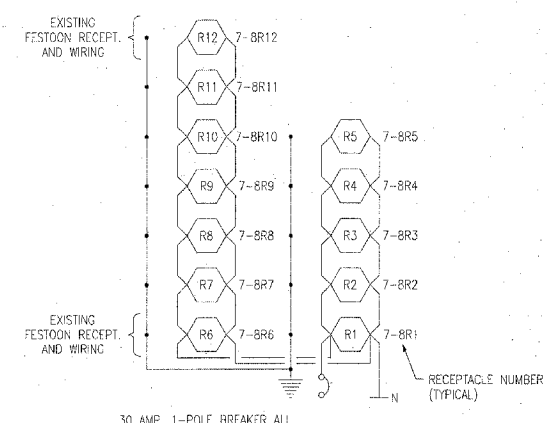 EXISTING
FESTOON RECEPT.
AND WIRING
R12 7-8R12
R11 7-8R11
R10 7-8R10
R9 7-8R9
R8 7-8R8
R7 7-8R7
R6 7-8R6
EXISTING
FESTOON RECEPT.
AND WIRING
R5 7-8R5
R4 7-8R4
R3 7-8R3
R2 7-8R2
R1 7-8R1
RECEPTACLE NUMBER
(TYPICAL)
N
30 AMP, 1-POLE BREAKER ALL